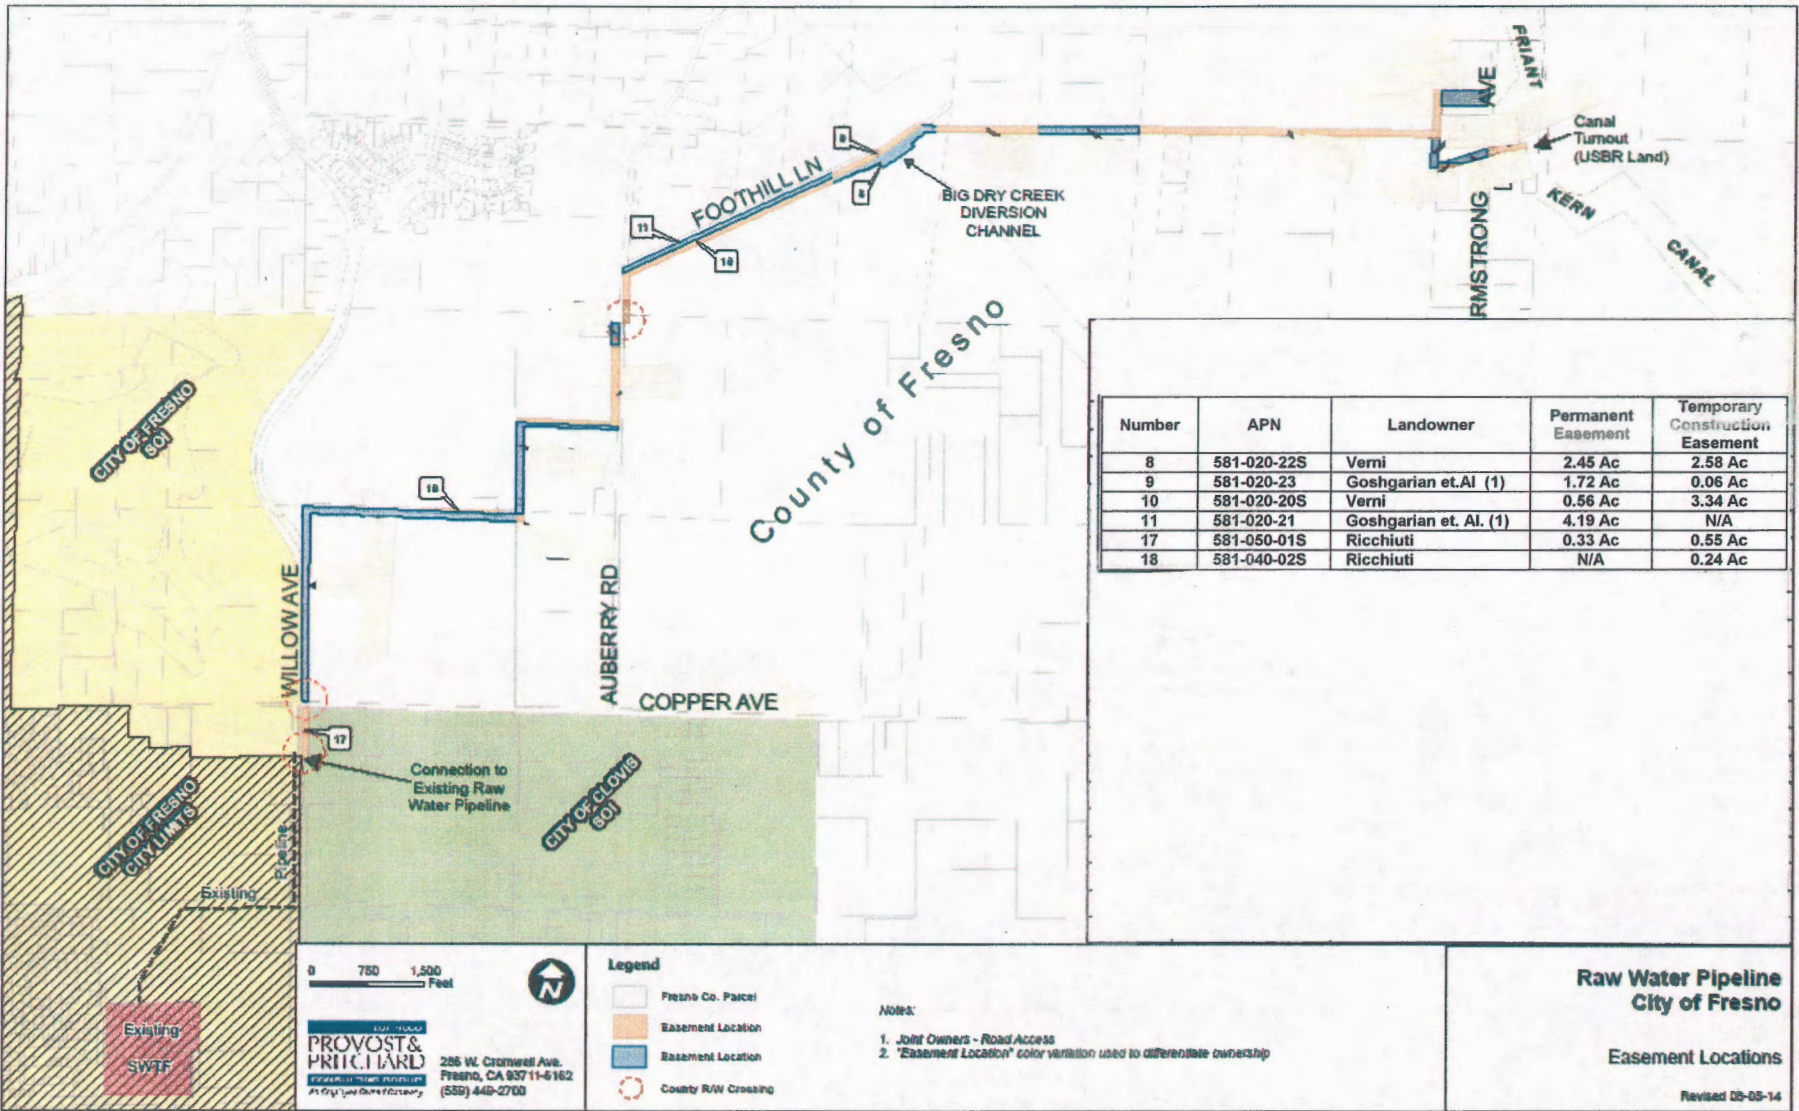 FRIANT
AVE
Canal
Turnout
(USBR Land)
KERN
CANAL
RMSTRONG
FOOTHILL LN
BIG DRY CREEK
DIVERSION
CHANNEL
11
10
County of Fresno
CITY OF FRESNO
SOI
18
WILLOW AVE
AUBERRY RD
COPPER AVE
17
Connection to
Existing Raw
Water Pipeline
CITY OF CLOVIS
SOI
CITY OF FRESNO
CITY LIMITS
Pipeline
Existing
Existing
SWTF
Number APN Landowner Permanent Easement Temporary Construction Easement
8 581-020-22S Verni 2.45 Ac 2.58 Ac
9 581-020-23 Goshgarian et.Al (1) 1.72 Ac 0.06 Ac
10 581-020-20S Verni 0.56 Ac 3.34 Ac
11 581-020-21 Goshgarian et. Al. (1) 4.19 Ac N/A
17 581-050-01S Ricchiuti 0.33 Ac 0.55 Ac
18 581-040-02S Ricchiuti N/A 0.24 Ac
0 750 1,500
Feet
N
PROVOST &
PRITCHARD
286 W. Cromwell Ave.
Fresno, CA 93711-6162
(559) 449-2700
Legend
Fresno Co. Parcel
Easement Location
Easement Location
County R/W Crossing
Notes:
1. Joint Owners - Road Access
2. "Easement Location" color variation used to differentiate ownership
Raw Water Pipeline
City of Fresno
Easement Locations
Revised 05-05-14